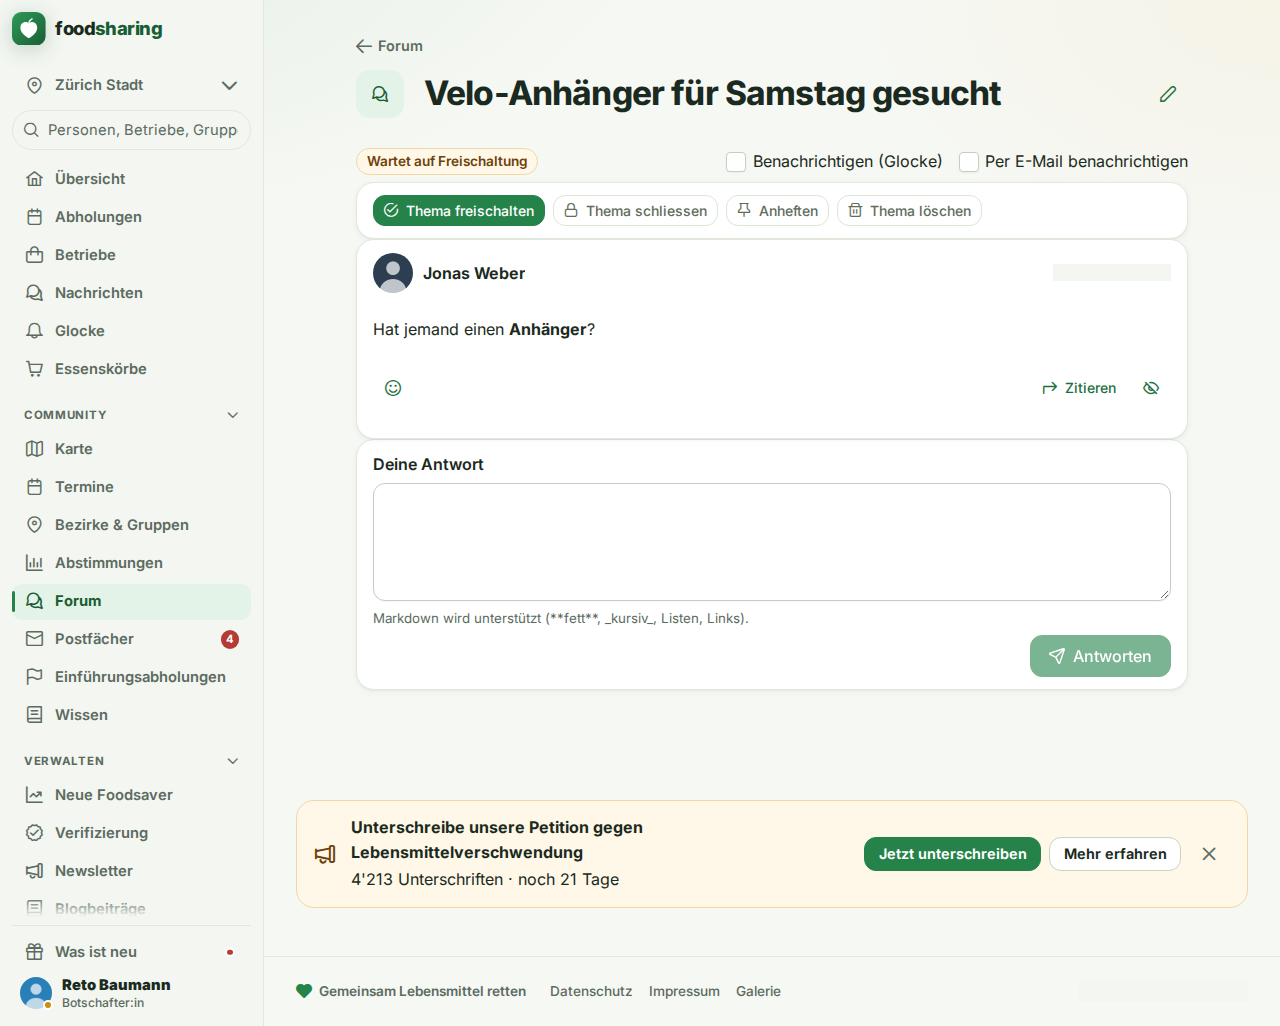 foodsharing
Zürich Stadt
Personen, Betriebe, Grupp
Übersicht
Abholungen
Betriebe
Nachrichten
Glocke
Essenskörbe
COMMUNITY
Karte
Termine
Bezirke & Gruppen
Abstimmungen
Forum
Postfächer 4
Einführungsabholungen
Wissen
VERWALTEN
Neue Foodsaver
Verifizierung
Newsletter
Blogbeiträge
Was ist neu
Reto Baumann
Botschafter:in
Forum
Velo-Anhänger für Samstag gesucht
Wartet auf Freischaltung Benachrichtigen (Glocke) Per E-Mail benachrichtigen
Thema freischalten Thema schliessen Anheften Thema löschen
Jonas Weber
Hat jemand einen Anhänger?
Zitieren
Deine Antwort
Markdown wird unterstützt (**fett**, _kursiv_, Listen, Links).
Antworten
Unterschreibe unsere Petition gegen
Lebensmittelverschwendung
4'213 Unterschriften · noch 21 Tage
Jetzt unterschreiben Mehr erfahren
Gemeinsam Lebensmittel retten Datenschutz Impressum Galerie